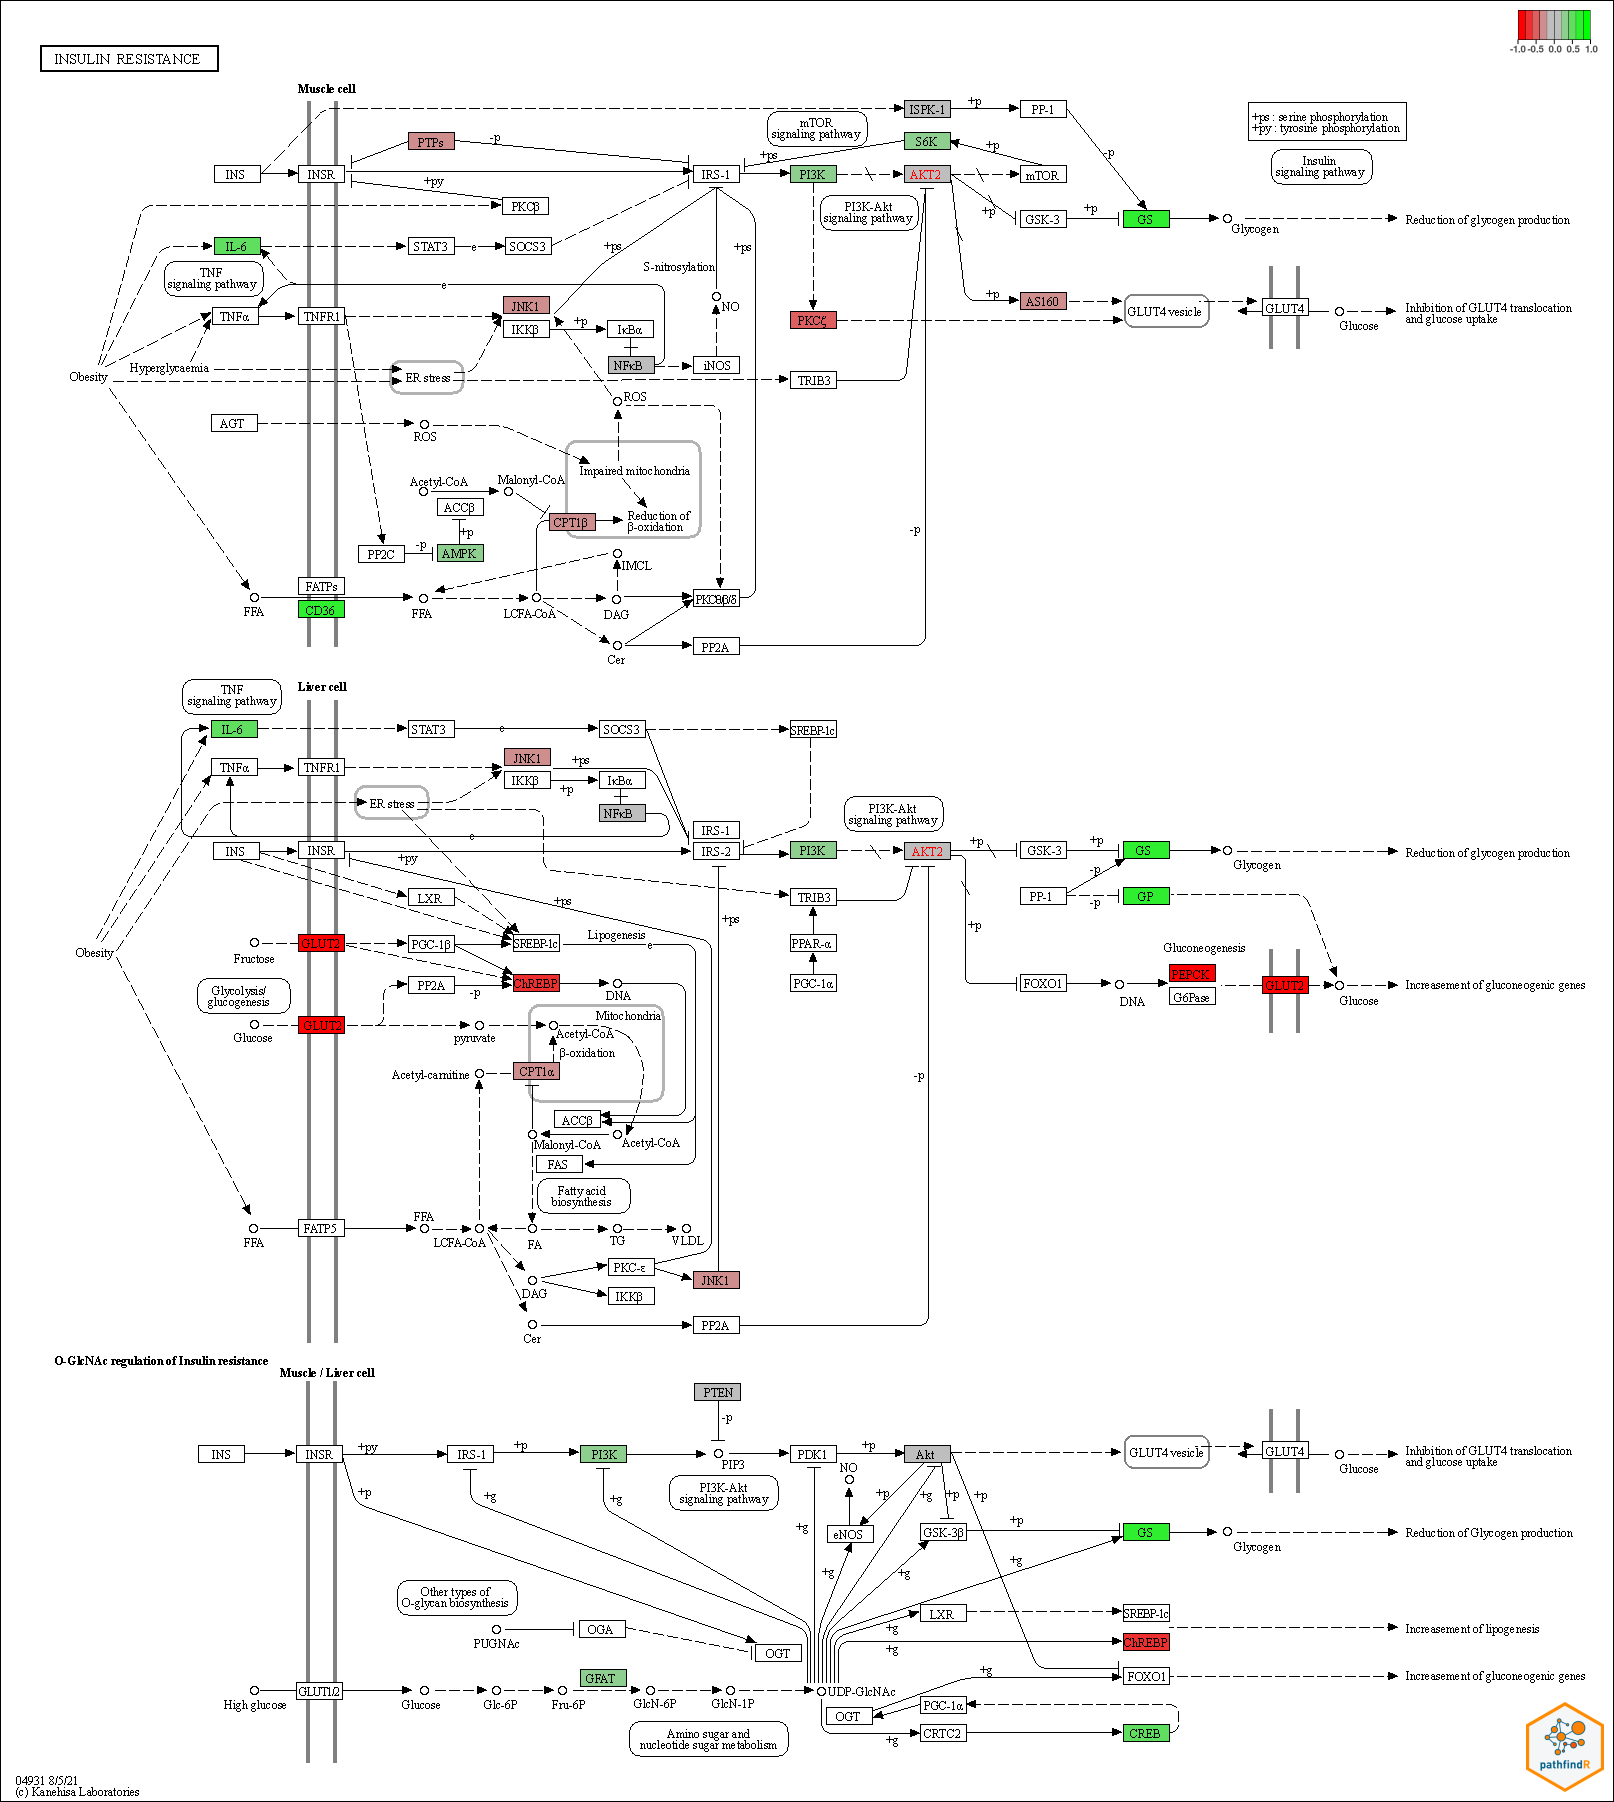 -1.0 -0.5 0.0 0.5 1.0
INSULIN RESISTANCE
Muscle cell
ISPK-1
+p
PP-1
+ps : serine phosphorylation
+py : tyrosine phosphorylation
mTOR
signaling pathway
PTPs
-p
S6K
+p
-p
+ps
Insulin
signaling pathway
INS
INSR
IRS-1
PI3K
AKT2
mTOR
+py
PKCβ
PI3K-Akt
signaling pathway
+p
GSK-3
+p
GS
Glycogen
Reduction of glycogen production
IL-6
STAT3
e
SOCS3
+ps
+ps
TNF
signaling pathway
S-nitrosylation
e
NO
JNK1
+p
AS160
GLUT4 vesicle
GLUT4
Glucose
Inhibition of GLUT4 translocation
and glucose uptake
TNFα
TNFR1
IKKβ
+p
IκBα
PKCζ
Hyperglycaemia
NFκB
iNOS
Obesity
ER stress
TRIB3
ROS
AGT
ROS
Impaired mitochondria
Acetyl-CoA
Malonyl-CoA
ACCβ
CPT1β
Reduction of
β-oxidation
+p
-p
PP2C
-p
AMPK
IMCL
FATPs
FFA
CD36
FFA
LCFA-CoA
DAG
PKCθβ/δ
Cer
PP2A
Liver cell
TNF
signaling pathway
IL-6
STAT3
e
SOCS3
SREBP-1c
JNK1
+ps
TNFα
TNFR1
IKKβ
+p
IκBα
ER stress
NFκB
PI3K-Akt
signaling pathway
e
IRS-1
+p
+p
INS
INSR
+py
IRS-2
PI3K
AKT2
GSK-3
GS
Glycogen
Reduction of glycogen production
-p
LXR
+ps
TRIB3
PP-1
-p
GP
+ps
+p
Lipogenesis
e
Gluconeogenesis
Obesity
Fructose
GLUT2
PGC-1β
SREBP-1c
PPAR-α
Glycolysis/
glucogenesis
PP2A
-p
ChREBP
DNA
PGC-1α
FOXO1
DNA
PEPCK
G6Pase
GLUT2
Glucose
Increasement of gluconeogenic genes
Mitochondria
Glucose
GLUT2
pyruvate
Acetyl-CoA
β-oxidation
Acetyl-carnitine
CPT1α
-p
ACCβ
Malonyl-CoA
Acetyl-CoA
FAS
Fatty acid
biosynthesis
FFA
FATP5
FFA
LCFA-CoA
FA
TG
VLDL
PKC-ε
DAG
JNK1
IKKβ
Cer
PP2A
O-GlcNAc regulation of Insulin resistance
Muscle / Liver cell
PTEN
-p
INS
INSR
+py
IRS-1
+p
PI3K
PIP3
PDK1
+p
Akt
GLUT4 vesicle
GLUT4
Glucose
Inhibition of GLUT4 translocation
and glucose uptake
NO
+p
+g
+g
PI3K-Akt
signaling pathway
+p
+g
+p
+p
+g
eNOS
GSK-3β
+p
GS
Glycogen
Reduction of Glycogen production
+g
+g
+g
Other types of
O-glycan biosynthesis
LXR
SREBP-1c
PUGNAc
OGA
+g
Increasement of lipogenesis
OGT
+g
ChREBP
+g
FOXO1
Increasement of gluconeogenic genes
GFAT
High glucose
GLUT1/2
Glucose
Glc-6P
Fru-6P
GlcN-6P
GlcN-1P
UDP-GlcNAc
PGC-1α
OGT
Amino sugar and
nucleotide sugar metabolism
+g
CRTC2
CREB
pathfindR
04931 8/5/21
(c) Kanehisa Laboratories